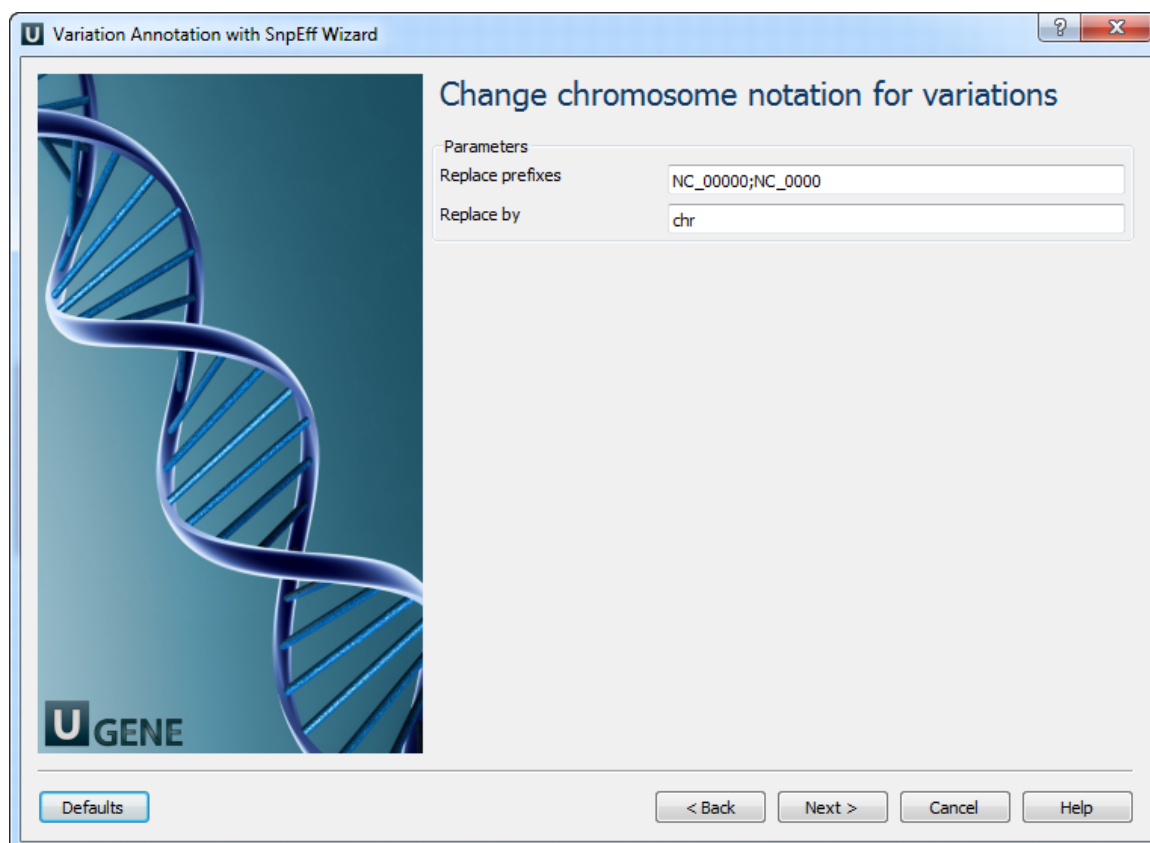 U Variation Annotation with SnpEff Wizard
? X
Change chromosome notation for variations
Parameters
Replace prefixes NC_00000;NC_0000
Replace by chr
U GENE
Defaults < Back Next > Cancel Help